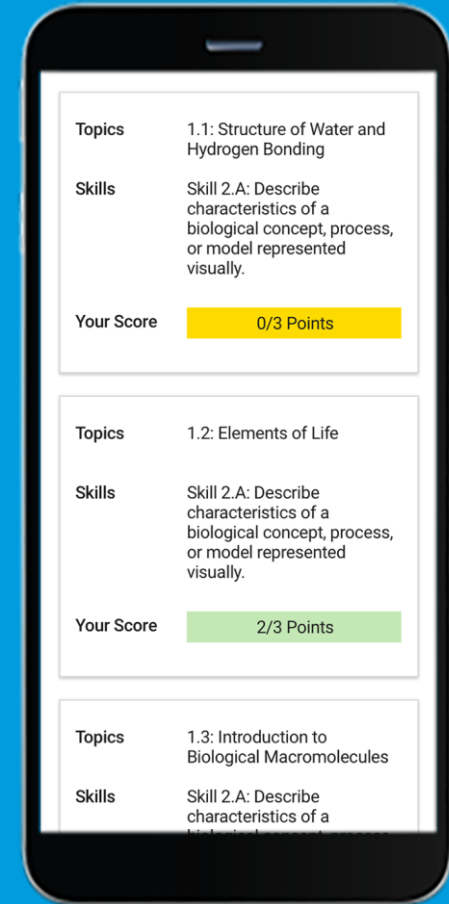 Topics 1.1: Structure of Water and
Hydrogen Bonding
Skills Skill 2.A: Describe
characteristics of a
biological concept, process,
or model represented
visually.
Your Score 0/3 Points
Topics 1.2: Elements of Life
Skills Skill 2.A: Describe
characteristics of a
biological concept, process,
or model represented
visually.
Your Score 2/3 Points
Topics 1.3: Introduction to
Biological Macromolecules
Skills Skill 2.A: Describe
characteristics of a